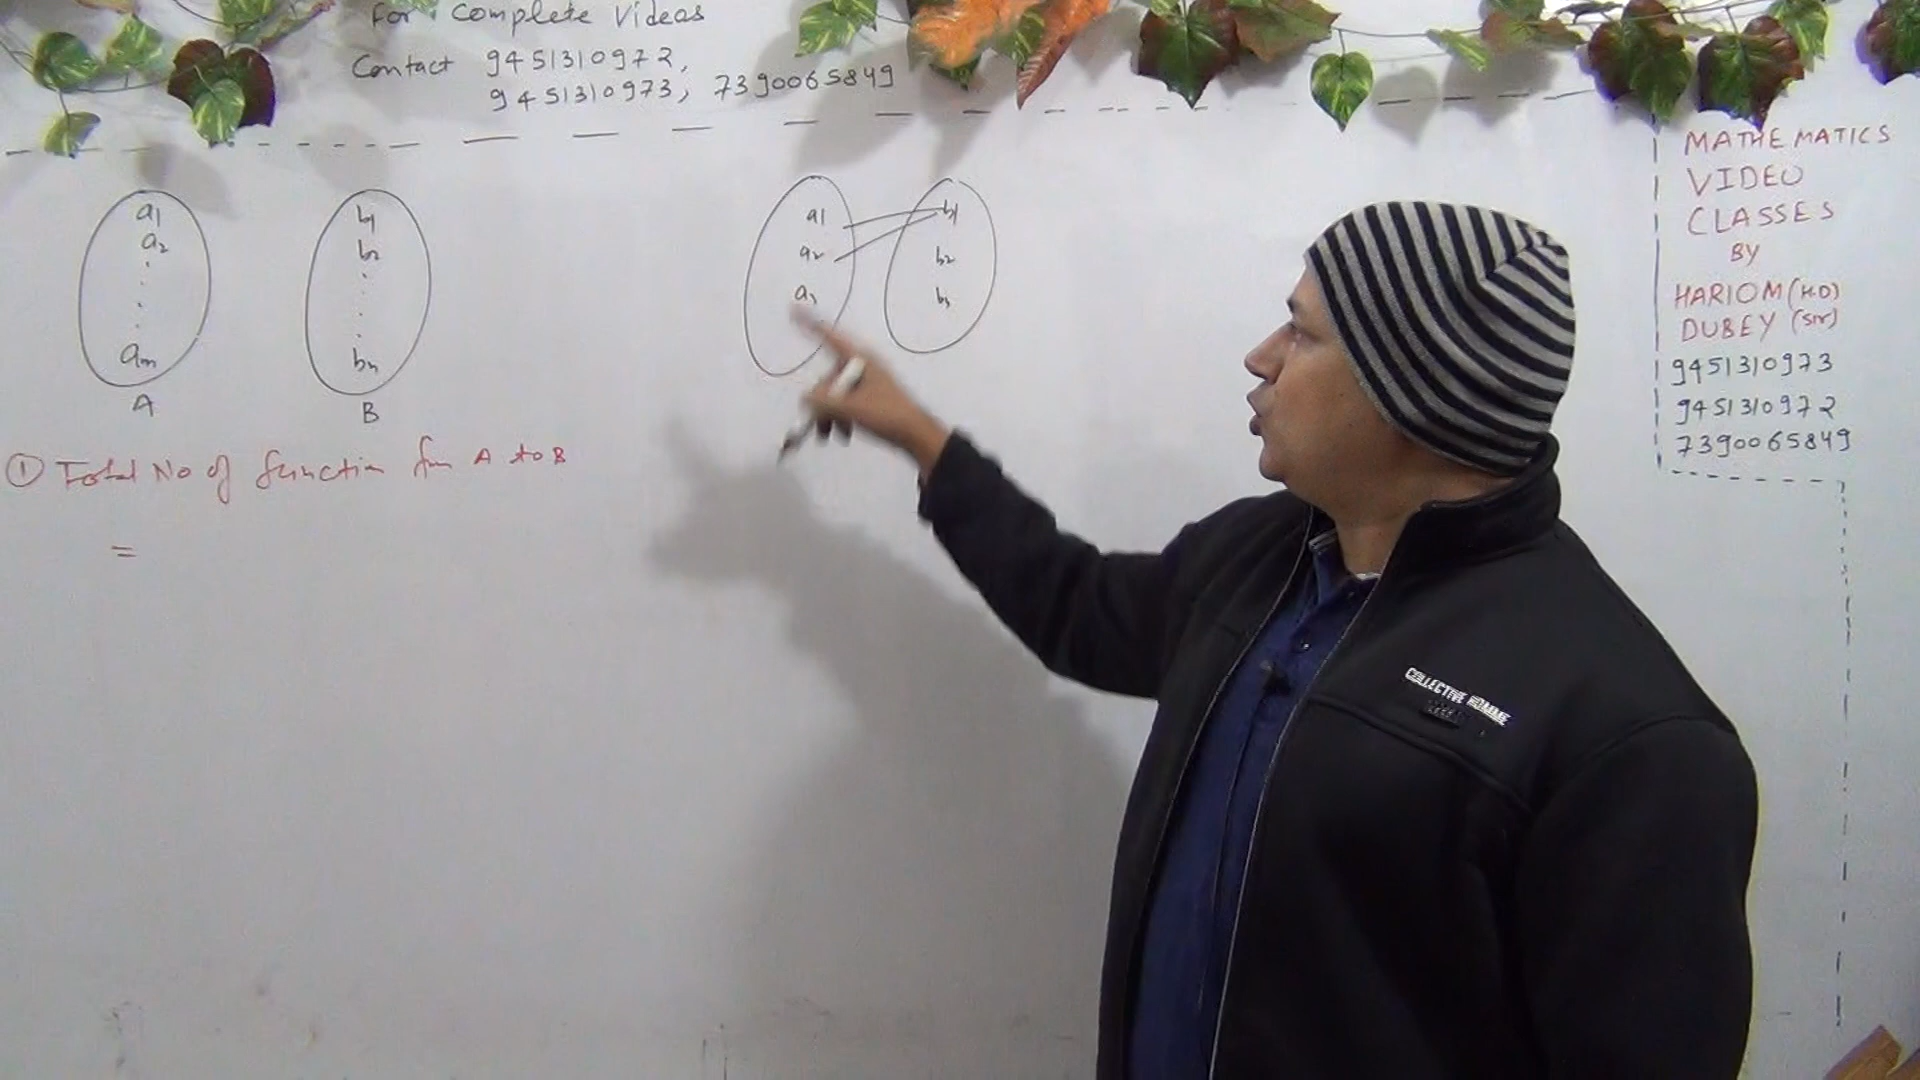 For Complete Videos
Contact 9451310972,
9451310973, 7390065849
a1
a2
am
A
b1
b2
bn
B
a1
a2
a3
b1
b2
b3
① Total No of function from A to B
=
MATHEMATICS
VIDEO
CLASSES
BY
HARIOM (H.D)
DUBEY (Sir)
9451310973
9451310972
7390065849
COLLECTIVE HOMME